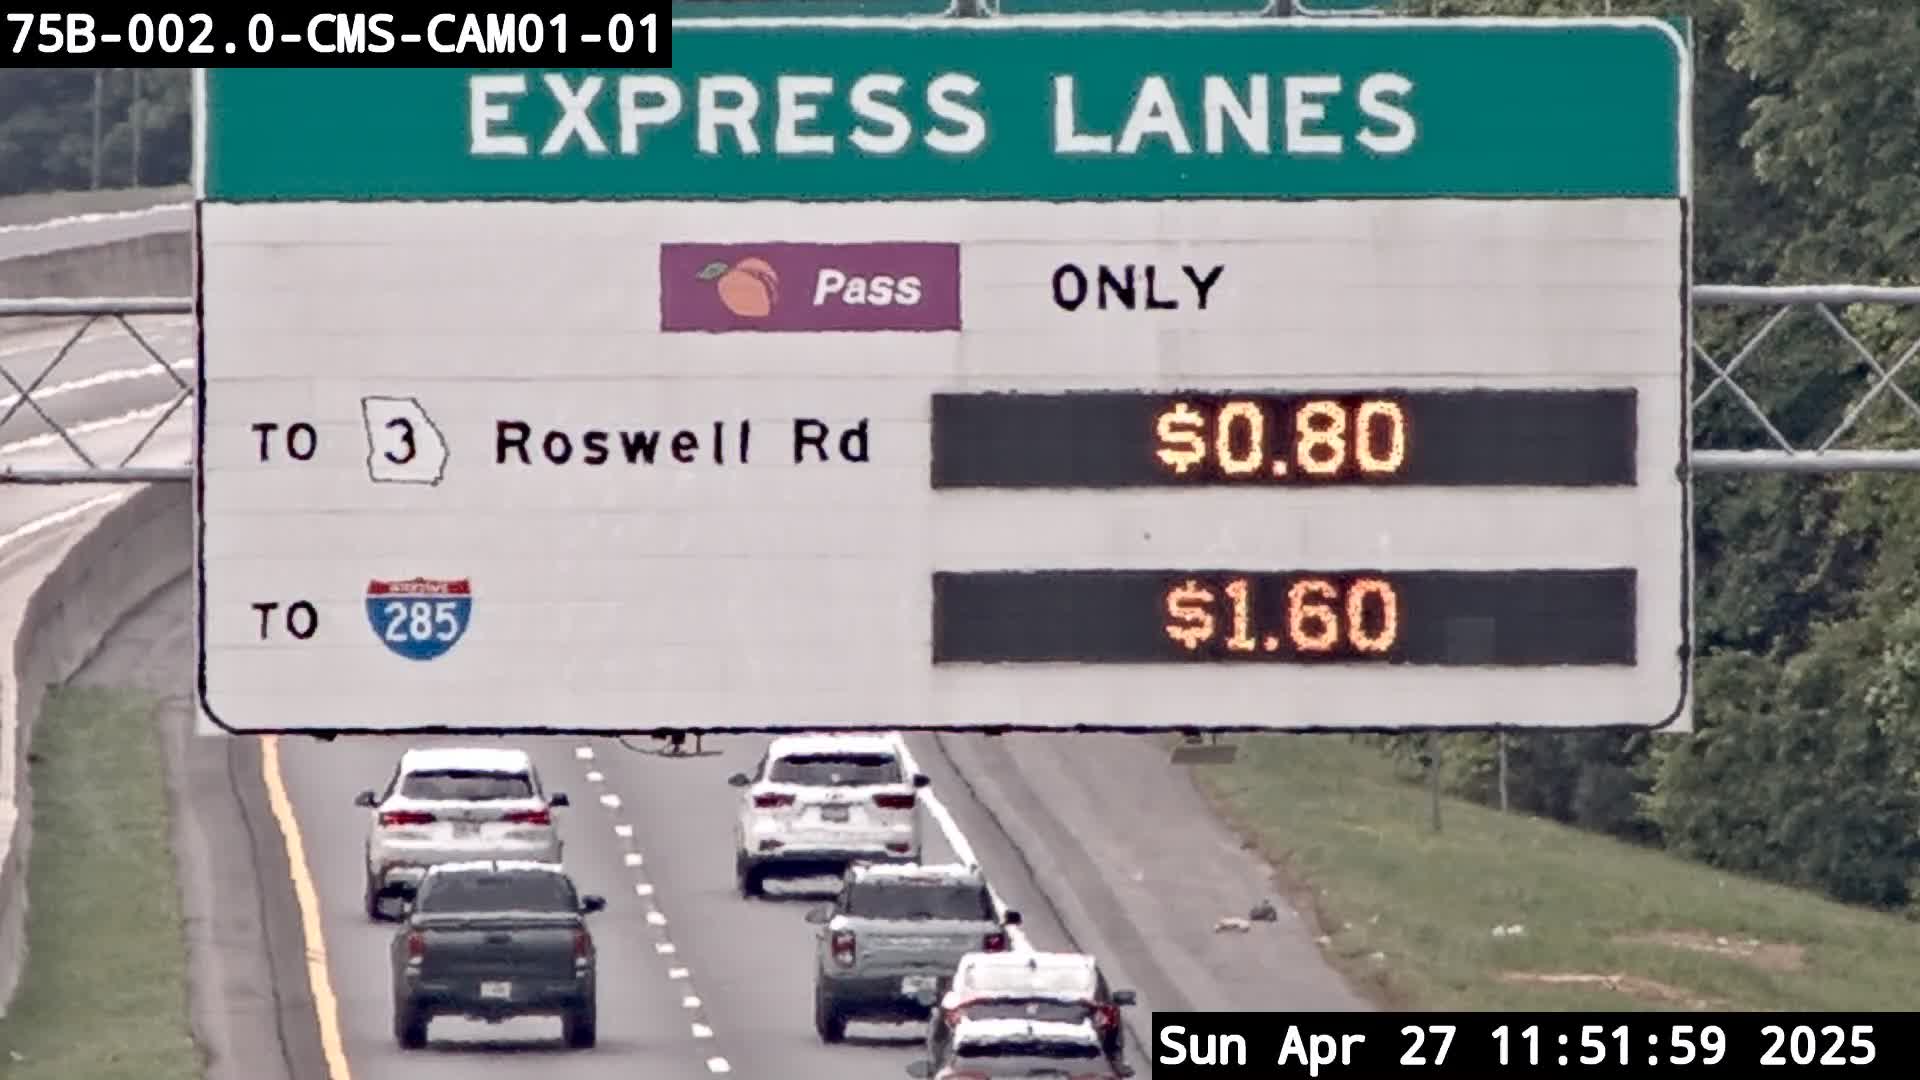 75B-002.0-CMS-CAM01-01
EXPRESS LANES
Pass ONLY
TO 3 Roswell Rd $0.80
TO 285 $1.60
Sun Apr 27 11:51:59 2025